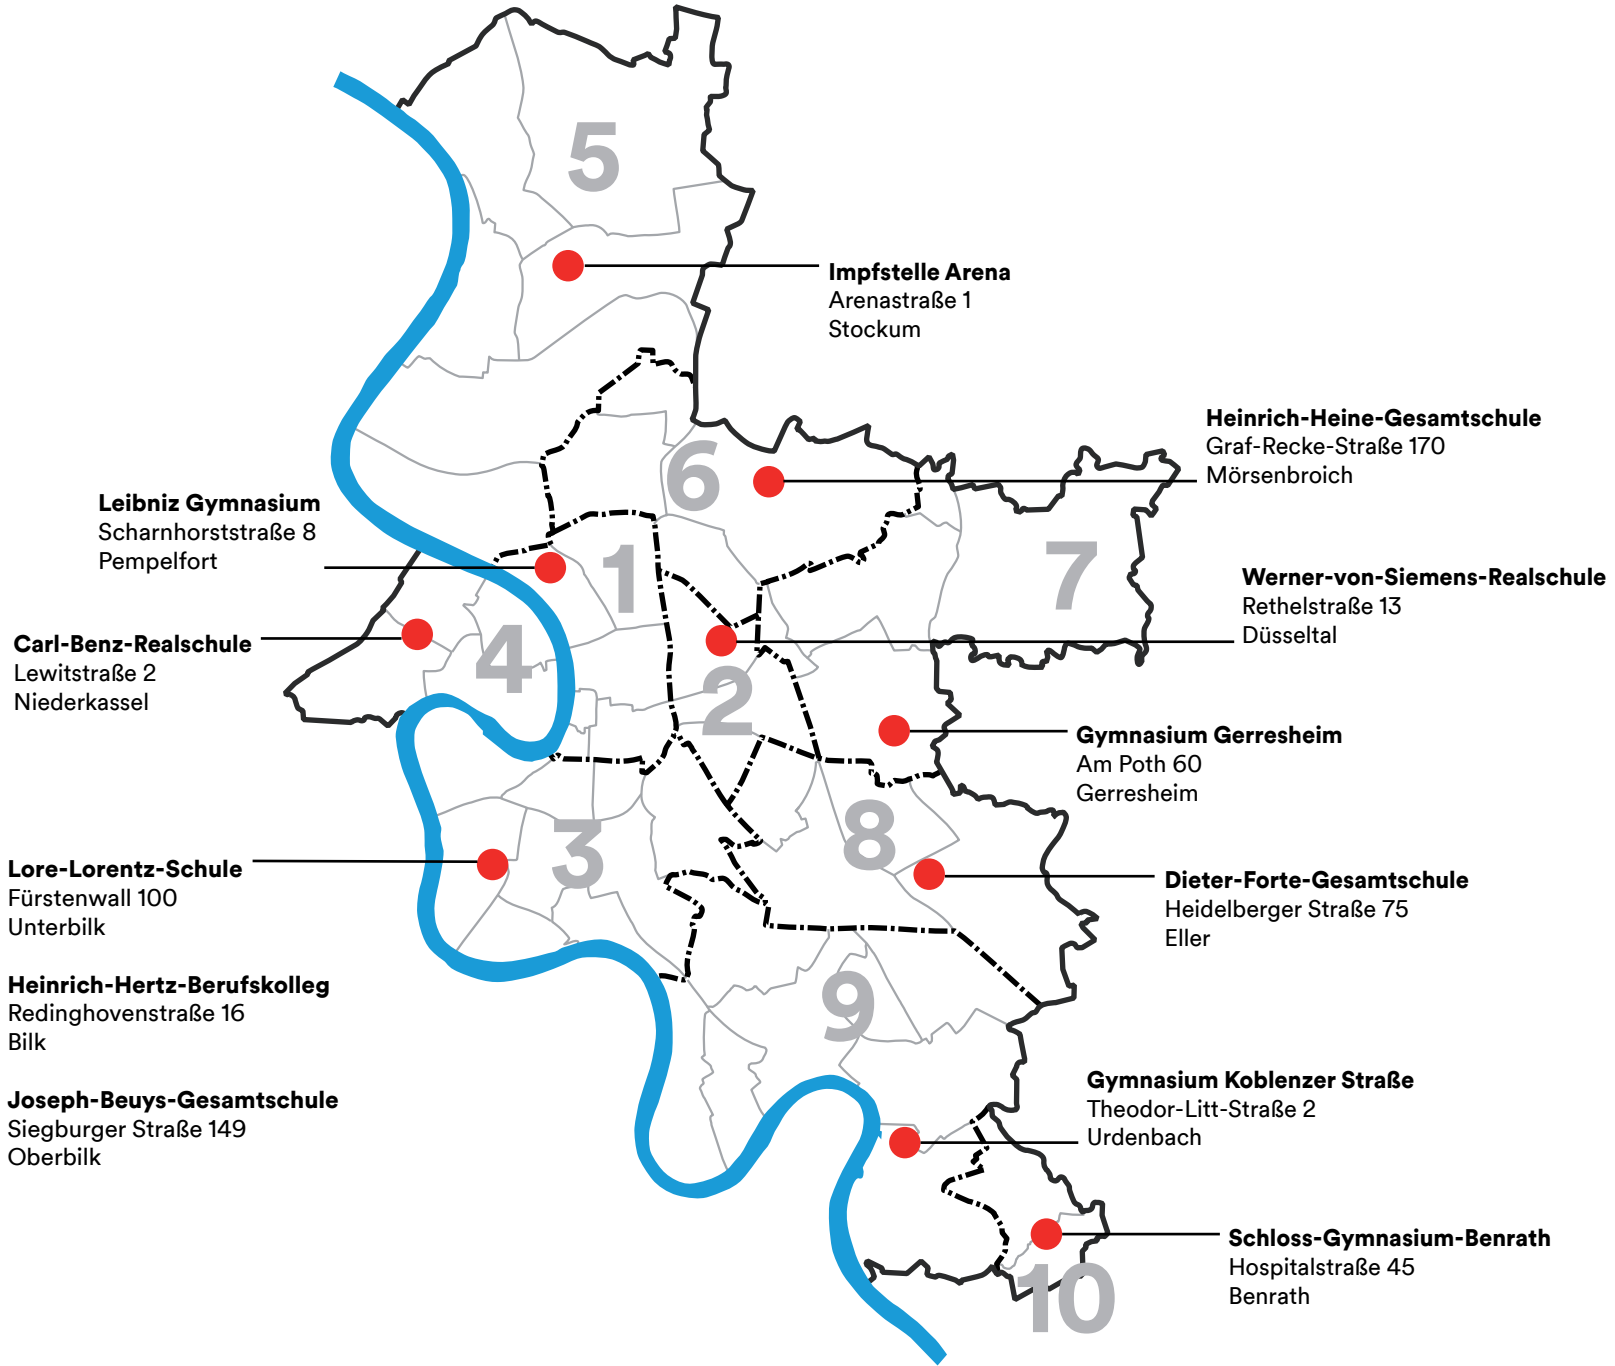 5
Impfstelle Arena
Arenastraße 1
Stockum
Heinrich-Heine-Gesamtschule
Graf-Recke-Straße 170
Mörsenbroich
6
Leibniz Gymnasium
Scharnhorststraße 8
Pempelfort
1
7
Werner-von-Siemens-Realschule
Rethelstraße 13
Düsseltal
Carl-Benz-Realschule
Lewitstraße 2
Niederkassel
4
2
Gymnasium Gerresheim
Am Poth 60
Gerresheim
3
8
Lore-Lorentz-Schule
Fürstenwall 100
Unterbilk
Dieter-Forte-Gesamtschule
Heidelberger Straße 75
Eller
Heinrich-Hertz-Berufskolleg
Redinghovenstraße 16
Bilk
9
Joseph-Beuys-Gesamtschule
Siegburger Straße 149
Oberbilk
Gymnasium Koblenzer Straße
Theodor-Litt-Straße 2
Urdenbach
Schloss-Gymnasium-Benrath
Hospitalstraße 45
Benrath
10